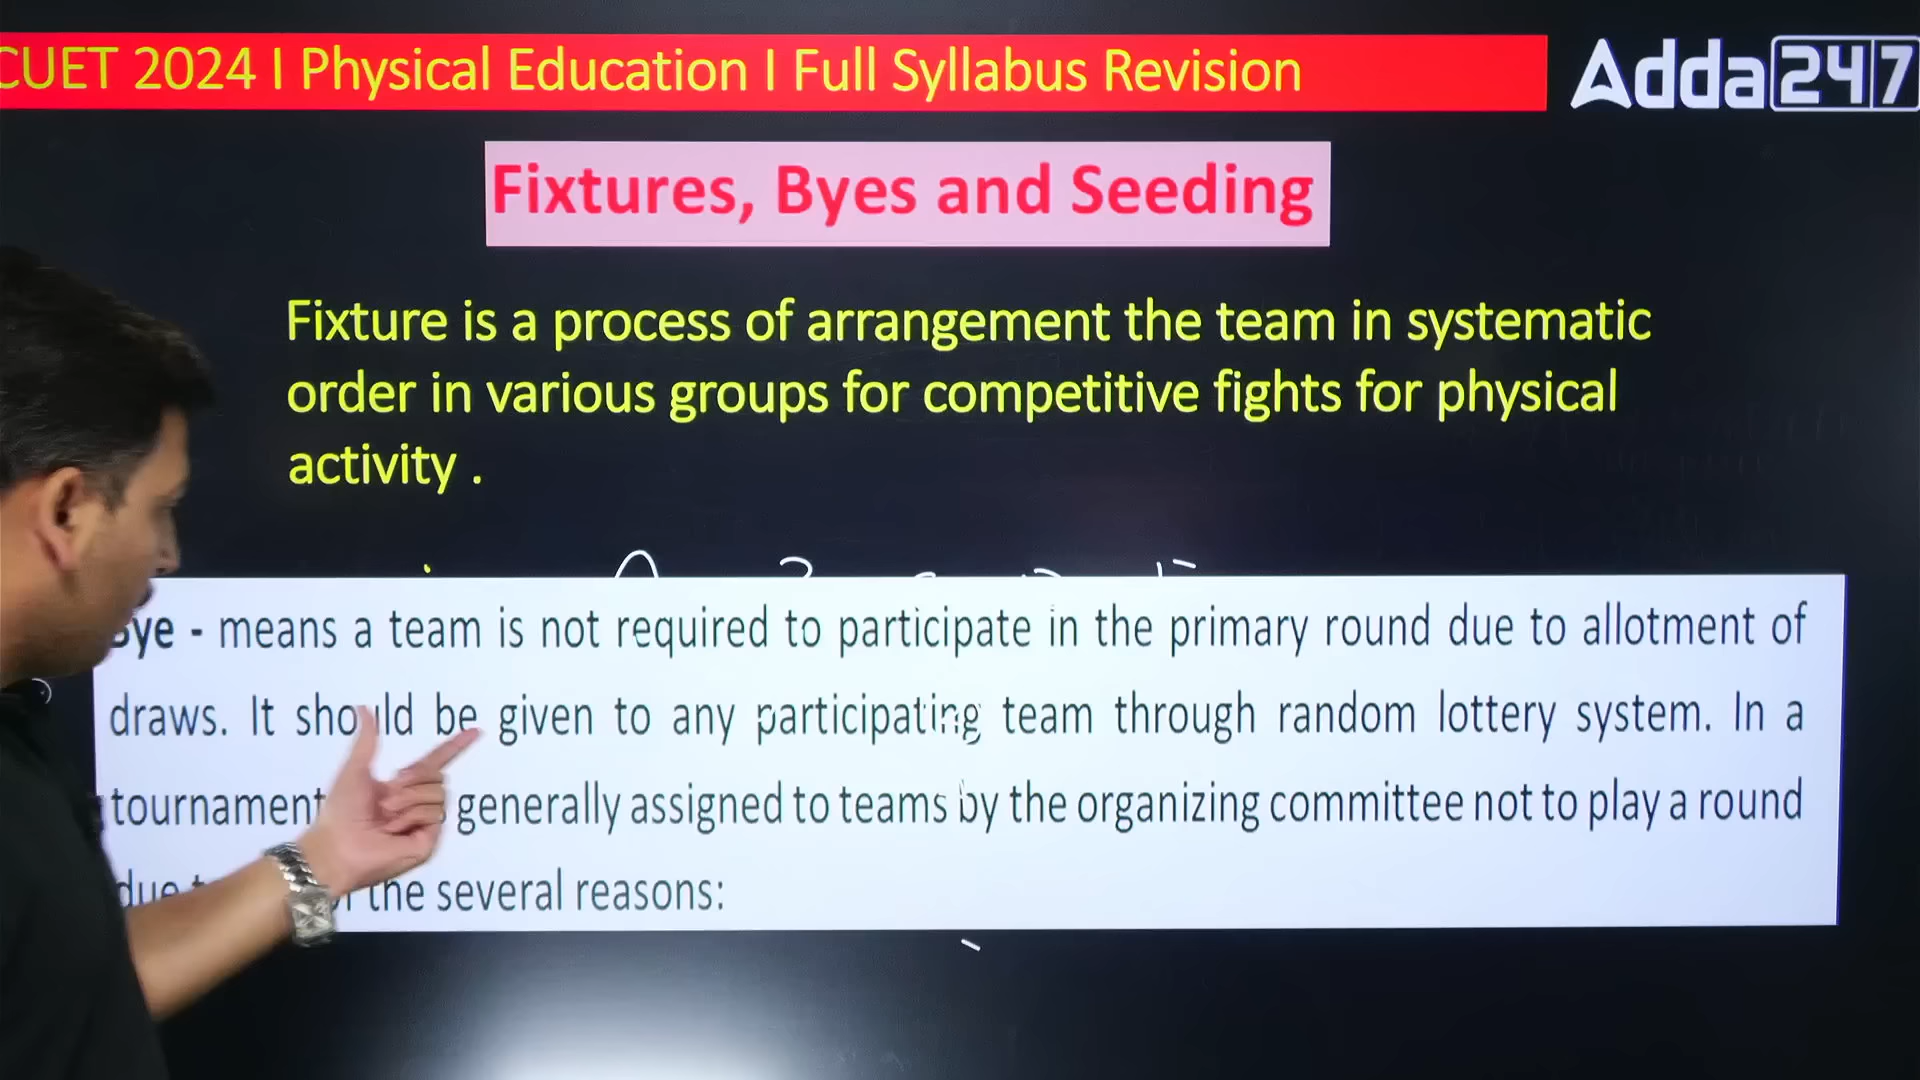 CUET 2024 I Physical Education I Full Syllabus Revision
Adda247
Fixtures, Byes and Seeding
Fixture is a process of arrangement the team in systematic
order in various groups for competitive fights for physical
activity .
Bye - means a team is not required to participate in the primary round due to allotment of
draws. It should be given to any participating team through random lottery system. In a
tournament generally assigned to teams by the organizing committee not to play a round
due the several reasons: